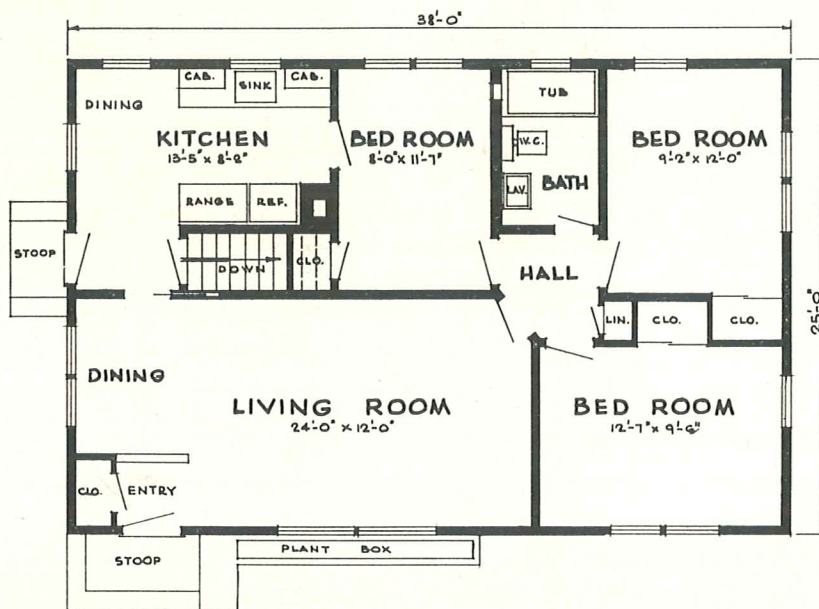 38'-0"
CAB.
SINK
CAB.
TUB
DINING
KITCHEN
13'-5" x 8'-2"
BED ROOM
8'-0" x 11'-7"
W.C.
LAV.
BATH
BED ROOM
9'-2" x 12'-0"
RANGE
REF.
STOOP
DOWN
CLO.
HALL
LIN.
CLO.
CLO.
25'-0"
DINING
LIVING ROOM
24'-0" x 12'-0"
BED ROOM
12'-7" x 9'-6"
CLO.
ENTRY
STOOP
PLANT BOX